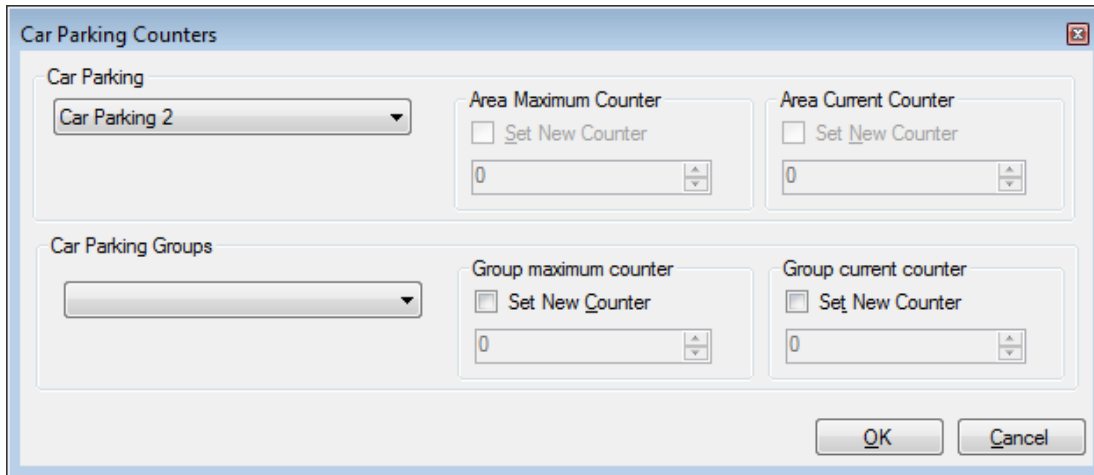 Car Parking Counters
Car Parking
Car Parking 2
Area Maximum Counter
Set New Counter
0
Area Current Counter
Set New Counter
0
Car Parking Groups
Group maximum counter
Set New Counter
0
Group current counter
Set New Counter
0
OK
Cancel